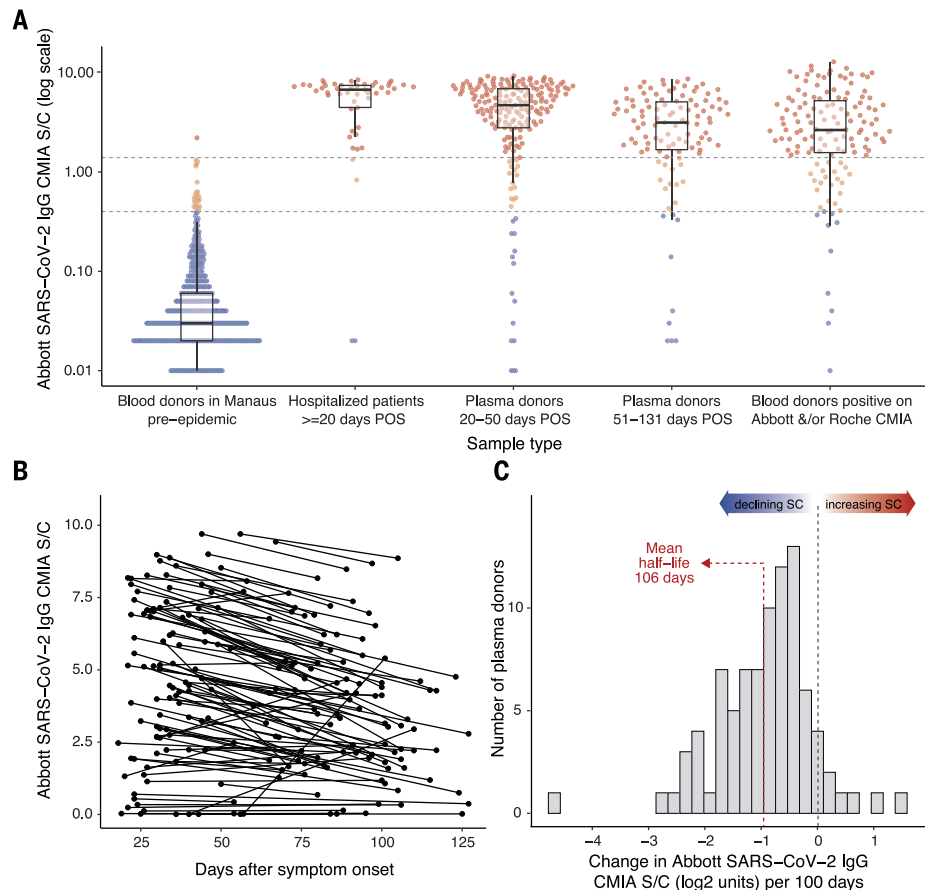 A
Abbott SARS−CoV−2 IgG CMIA S/C (log scale)
10.00
1.00
0.10
0.01
Blood donors in Manaus
pre−epidemic
Hospitalized patients
>=20 days POS
Plasma donors
20−50 days POS
Plasma donors
51−131 days POS
Blood donors positive on
Abbott &/or Roche CMIA
Sample type
B
Abbott SARS−CoV−2 IgG CMIA S/C
10.0
7.5
5.0
2.5
0.0
25
50
75
100
125
Days after symptom onset
C
declining SC
increasing SC
Mean
half−life
106 days
Number of plasma donors
10
5
0
−4
−3
−2
−1
0
1
Change in Abbott SARS−CoV−2 IgG
CMIA S/C (log2 units) per 100 days